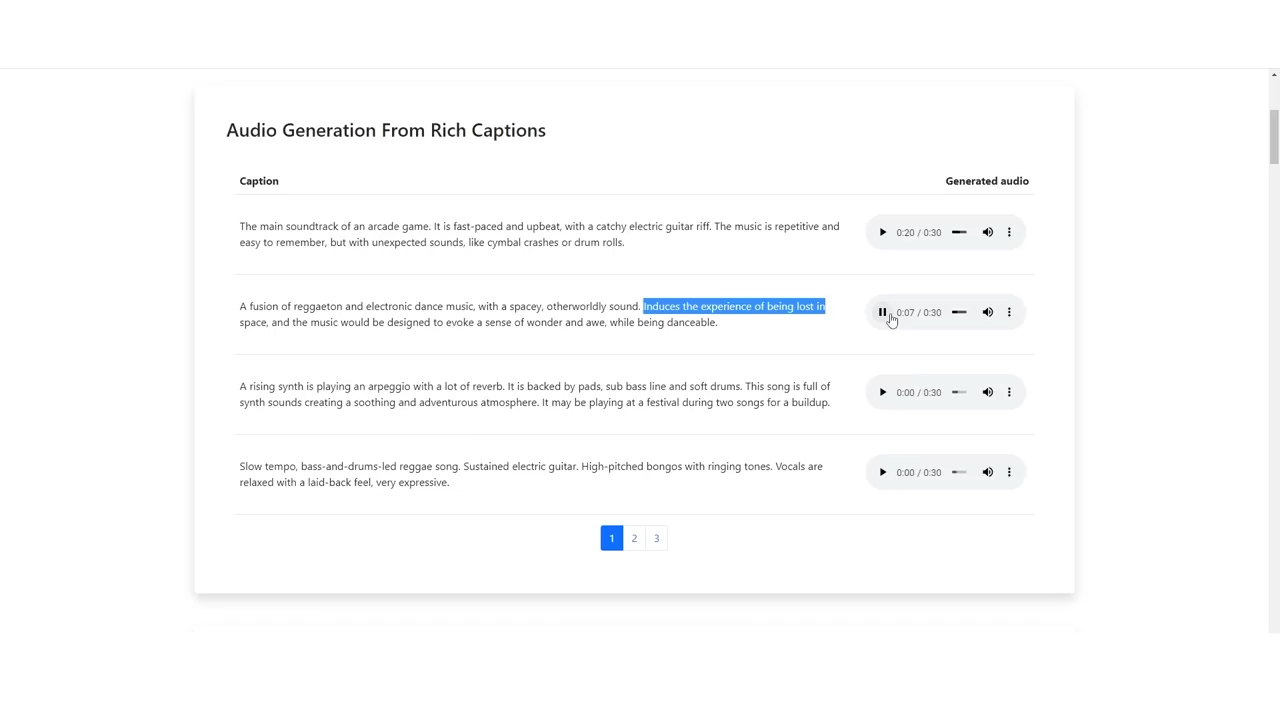 Audio Generation From Rich Captions
Caption
Generated audio
The main soundtrack of an arcade game. It is fast-paced and upbeat, with a catchy electric guitar riff. The music is repetitive and
easy to remember, but with unexpected sounds, like cymbal crashes or drum rolls.
0:20 / 0:30
A fusion of reggaeton and electronic dance music, with a spacey, otherworldly sound. Induces the experience of being lost in
space, and the music would be designed to evoke a sense of wonder and awe, while being danceable.
0:07 / 0:30
A rising synth is playing an arpeggio with a lot of reverb. It is backed by pads, sub bass line and soft drums. This song is full of
synth sounds creating a soothing and adventurous atmosphere. It may be playing at a festival during two songs for a buildup.
0:00 / 0:30
Slow tempo, bass-and-drums-led reggae song. Sustained electric guitar. High-pitched bongos with ringing tones. Vocals are
relaxed with a laid-back feel, very expressive.
0:00 / 0:30
1 2 3